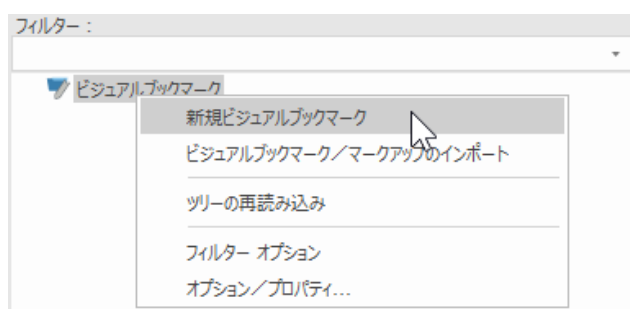 フィルター：
ビジュアルブックマーク
新規ビジュアルブックマーク
ビジュアルブックマーク／マークアップのインポート
ツリーの再読み込み
フィルター オプション
オプション／プロパティ...